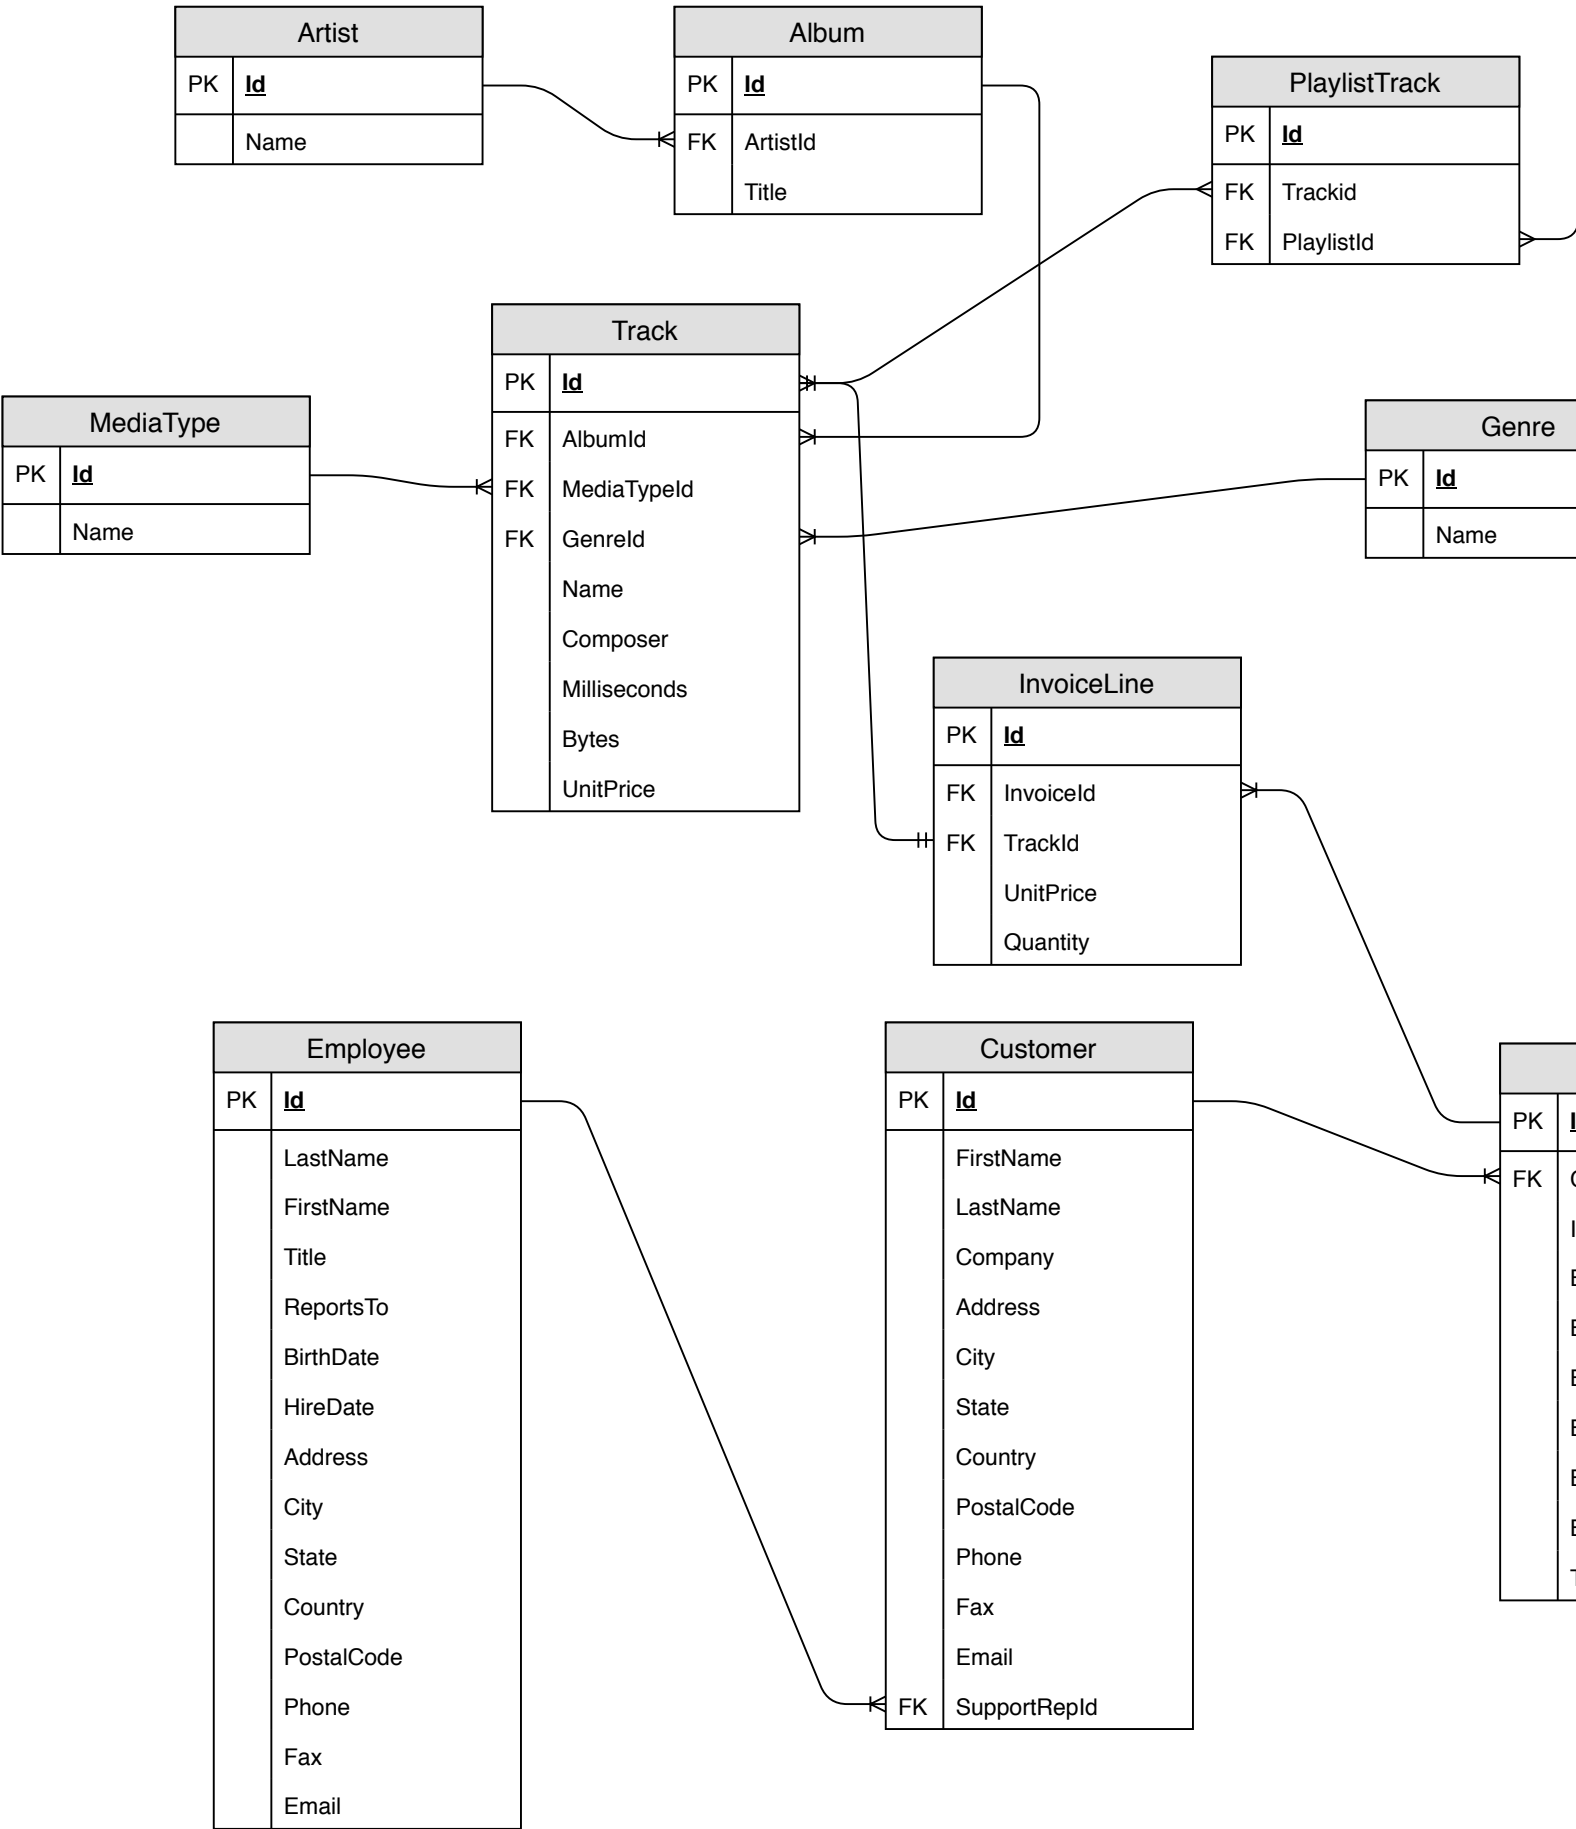 Artist
PK Id
Name
Album
PK Id
FK ArtistId
Title
PlaylistTrack
PK Id
FK Trackid
FK PlaylistId
Track
PK Id
FK AlbumId
FK MediaTypeId
FK GenreId
Name
Composer
Milliseconds
Bytes
UnitPrice
MediaType
PK Id
Name
Genre
PK Id
Name
InvoiceLine
PK Id
FK InvoiceId
FK TrackId
UnitPrice
Quantity
Employee
PK Id
LastName
FirstName
Title
ReportsTo
BirthDate
HireDate
Address
City
State
Country
PostalCode
Phone
Fax
Email
Customer
PK Id
FirstName
LastName
Company
Address
City
State
Country
PostalCode
Phone
Fax
Email
FK SupportRepId
PK
FK